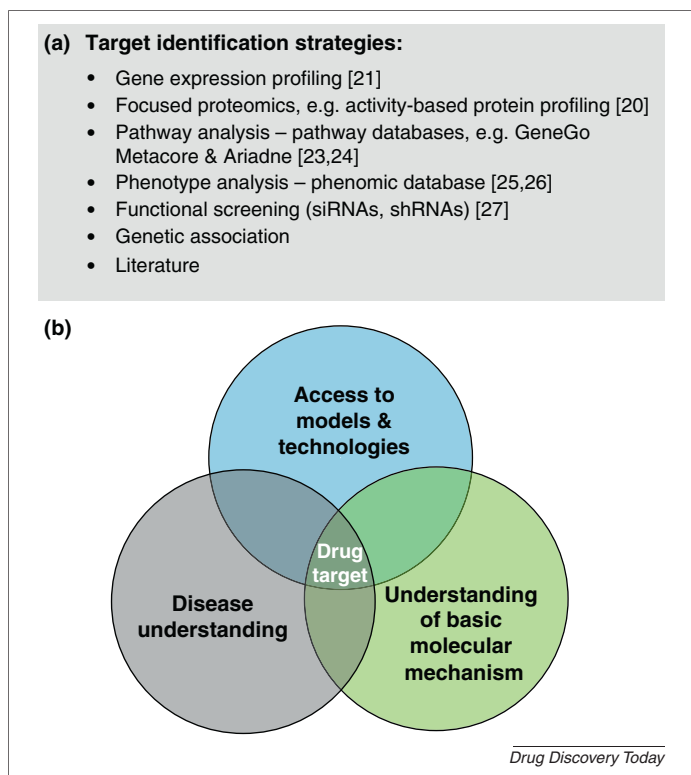 (a) Target identification strategies:
• Gene expression profiling [21]
• Focused proteomics, e.g. activity-based protein profiling [20]
• Pathway analysis – pathway databases, e.g. GeneGo
Metacore & Ariadne [23,24]
• Phenotype analysis – phenomic database [25,26]
• Functional screening (siRNAs, shRNAs) [27]
• Genetic association
• Literature
(b)
Access to
models &
technologies
Drug
target
Disease
understanding
Understanding
of basic
molecular
mechanism
Drug Discovery Today